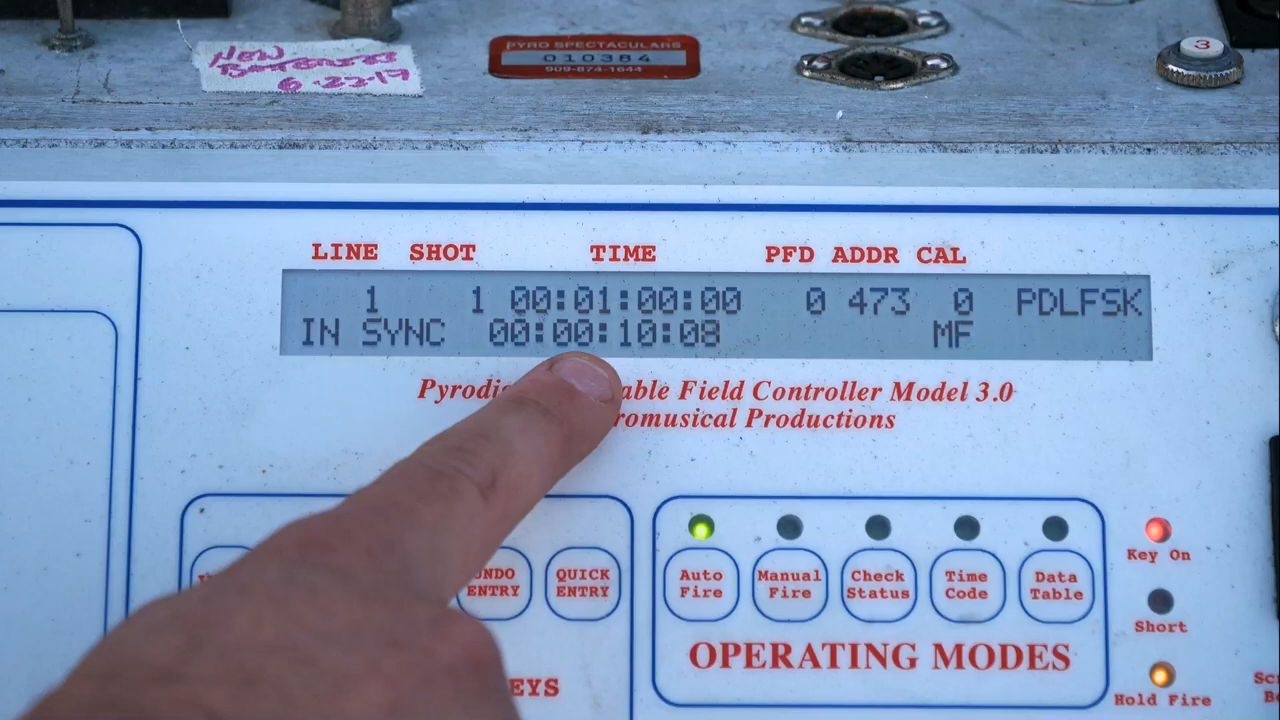 New
Batteries
6-22-17
PYRO SPECTACULARS
010384
909-874-1644
3
LINE SHOT TIME PFD ADDR CAL
1 1 00:01:00:00 0 473 0 PDLFSK
IN SYNC 00:00:10:08 MF
Pyrodi able Field Controller Model 3.0
romusical Productions
UNDO
ENTRY
QUICK
ENTRY
EYS
Auto
Fire
Manual
Fire
Check
Status
Time
Code
Data
Table
OPERATING MODES
Key On
Short
Hold Fire